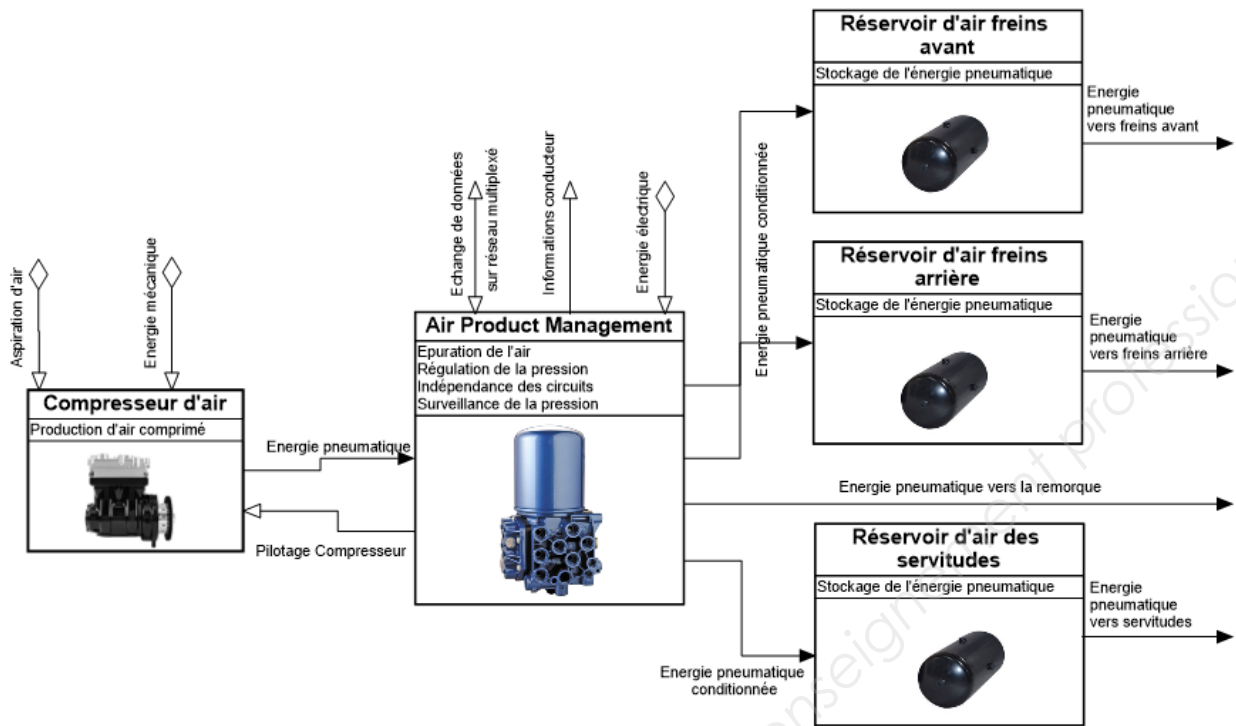 Réservoir d'air freins
avant
Stockage de l'énergie pneumatique
Energie
pneumatique
vers freins avant
Echange de données
sur réseau multiplexé
Informations conducteur
Energie électrique
Energie pneumatique conditionnée
Réservoir d'air freins
arrière
Stockage de l'énergie pneumatique
Energie
pneumatique
vers freins arrière
Aspiration d'air
Energie mécanique
Air Product Management
Epuration de l'air
Régulation de la pression
Indépendance des circuits
Surveillance de la pression
Compresseur d'air
Production d'air comprimé
Energie pneumatique
Pilotage Compresseur
Energie pneumatique vers la remorque
Réservoir d'air des
servitudes
Stockage de l'énergie pneumatique
Energie
pneumatique
vers servitudes
Energie pneumatique
conditionnée